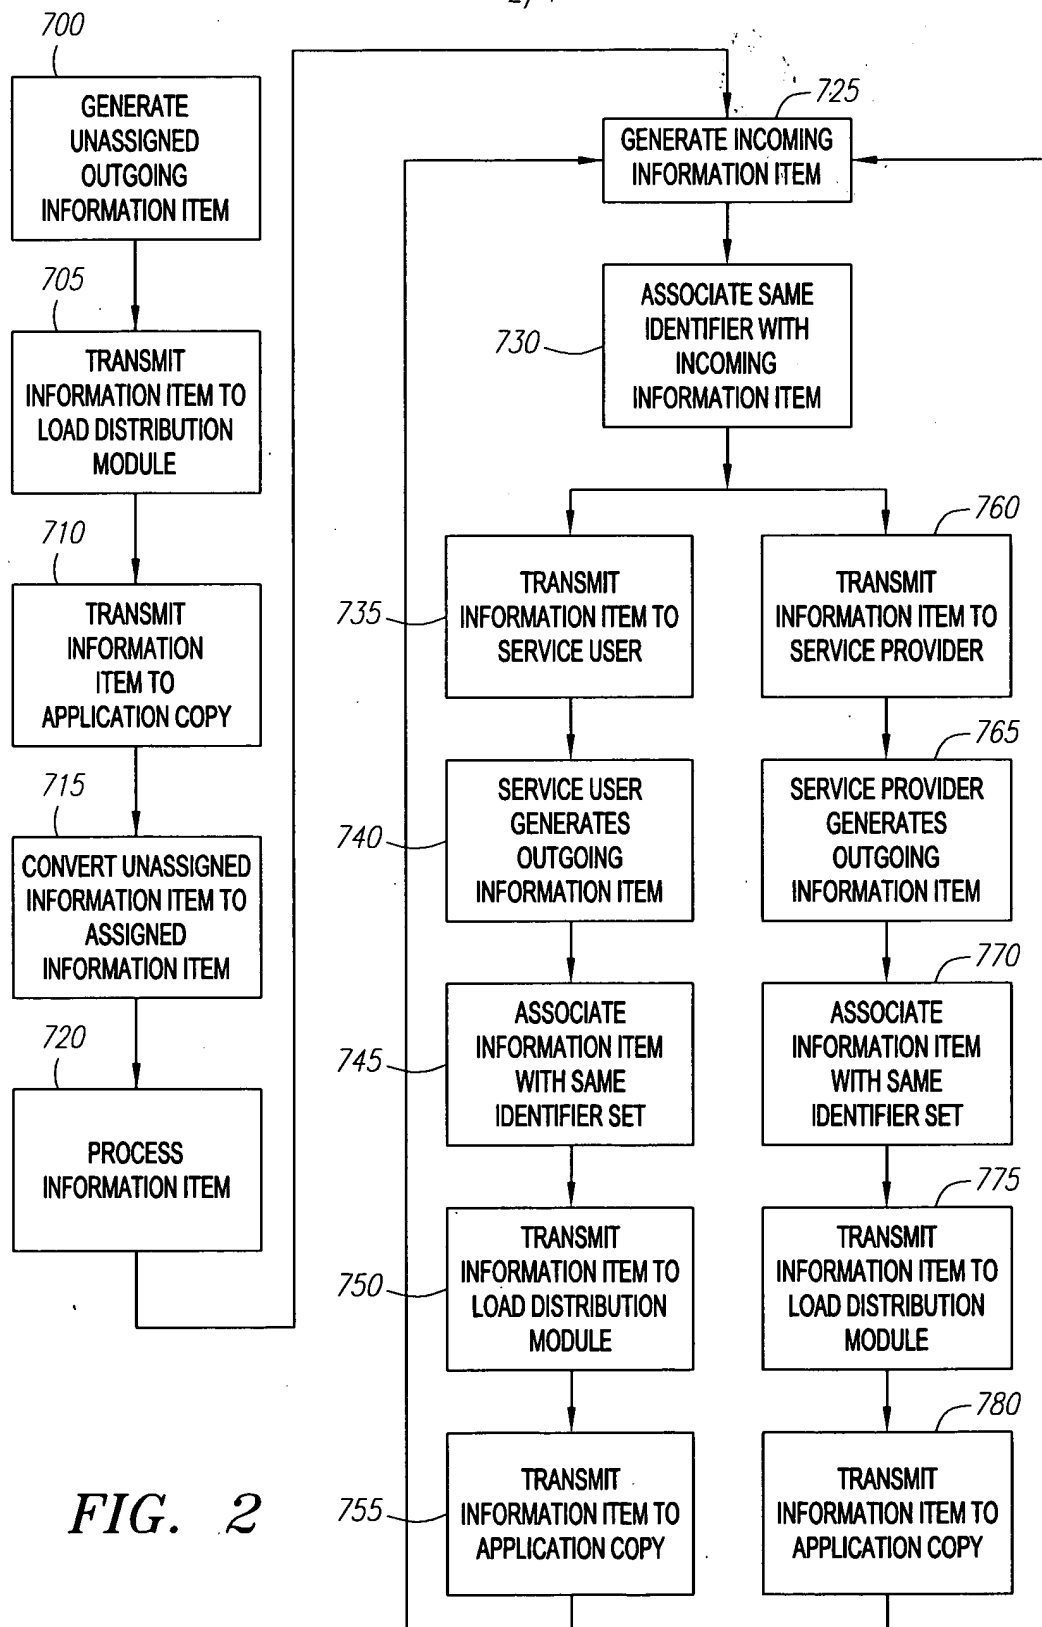 700
GENERATE
UNASSIGNED
OUTGOING
INFORMATION ITEM
705
TRANSMIT
INFORMATION ITEM TO
LOAD DISTRIBUTION
MODULE
710
TRANSMIT
INFORMATION
ITEM TO
APPLICATION COPY
715
CONVERT UNASSIGNED
INFORMATION ITEM TO
ASSIGNED
INFORMATION ITEM
720
PROCESS
INFORMATION ITEM
725
GENERATE INCOMING
INFORMATION ITEM
730
ASSOCIATE SAME
IDENTIFIER WITH
INCOMING
INFORMATION ITEM
735
TRANSMIT
INFORMATION ITEM TO
SERVICE USER
740
SERVICE USER
GENERATES
OUTGOING
INFORMATION ITEM
745
ASSOCIATE
INFORMATION ITEM
WITH SAME
IDENTIFIER SET
750
TRANSMIT
INFORMATION ITEM TO
LOAD DISTRIBUTION
MODULE
755
TRANSMIT
INFORMATION ITEM TO
APPLICATION COPY
760
TRANSMIT
INFORMATION ITEM TO
SERVICE PROVIDER
765
SERVICE PROVIDER
GENERATES
OUTGOING
INFORMATION ITEM
770
ASSOCIATE
INFORMATION ITEM
WITH SAME
IDENTIFIER SET
775
TRANSMIT
INFORMATION ITEM TO
LOAD DISTRIBUTION
MODULE
780
TRANSMIT
INFORMATION ITEM TO
APPLICATION COPY
FIG. 2